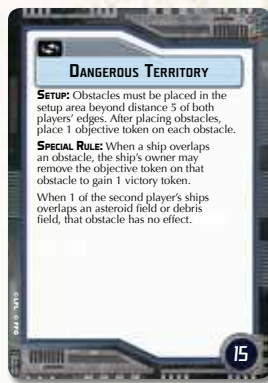 DANGEROUS TERRITORY
SETUP: Obstacles must be placed in the
setup area beyond distance 5 of both
players' edges. After placing obstacles,
place 1 objective token on each obstacle.
SPECIAL RULE: When a ship overlaps
an obstacle, the ship's owner may
remove the objective token on that
obstacle to gain 1 victory token.
When 1 of the second player's ships
overlaps an asteroid field or debris
field, that obstacle has no effect.
© LFL © FFG
15